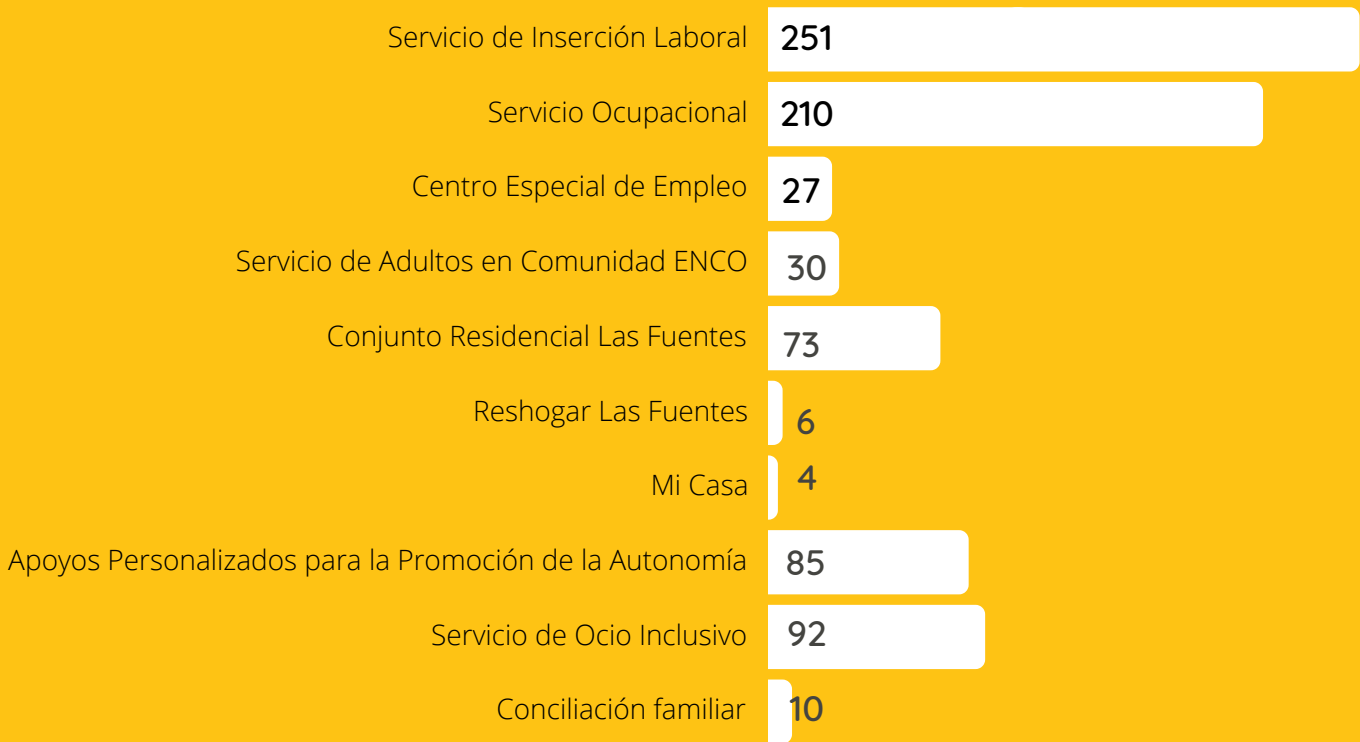 Servicio de Inserción Laboral 251
Servicio Ocupacional 210
Centro Especial de Empleo 27
Servicio de Adultos en Comunidad ENCO 30
Conjunto Residencial Las Fuentes 73
Reshogar Las Fuentes 6
Mi Casa 4
Apoyos Personalizados para la Promoción de la Autonomía 85
Servicio de Ocio Inclusivo 92
Conciliación familiar 10